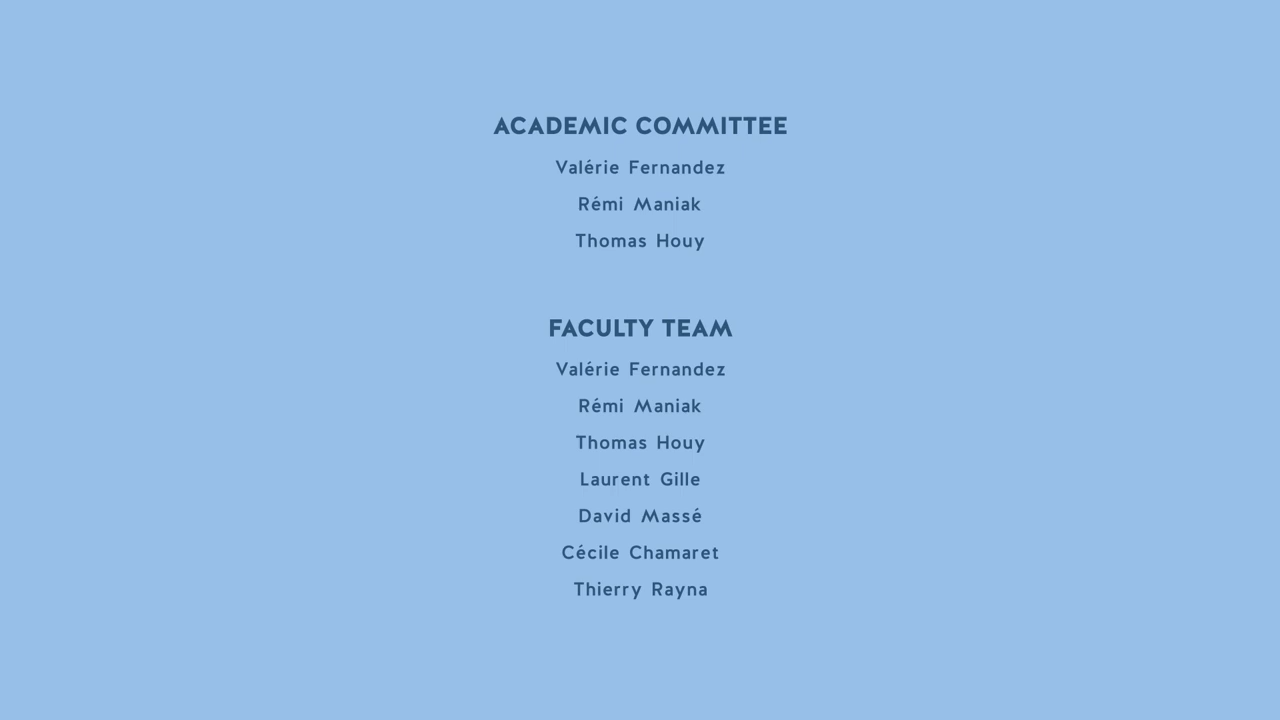 ACADEMIC COMMITTEE
Valérie Fernandez
Rémi Maniak
Thomas Houy
FACULTY TEAM
Valérie Fernandez
Rémi Maniak
Thomas Houy
Laurent Gille
David Massé
Cécile Chamaret
Thierry Rayna